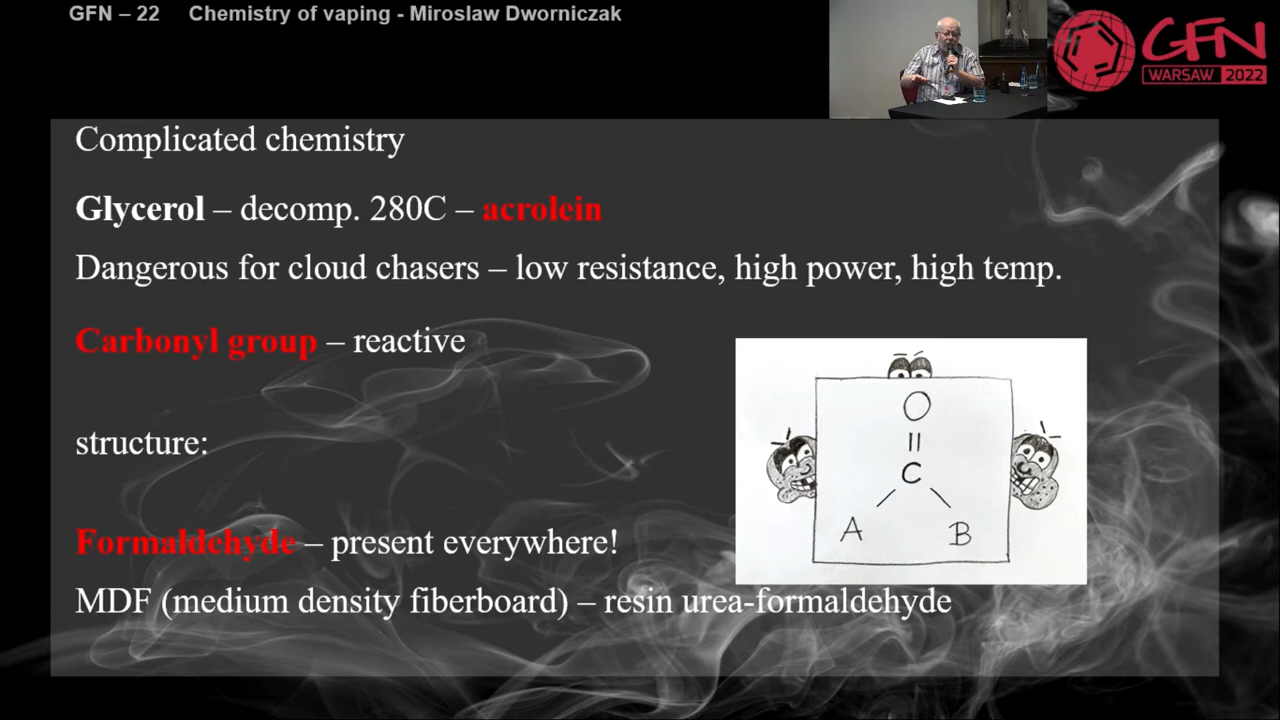 GFN – 22 Chemistry of vaping - Miroslaw Dworniczak
GFN
WARSAW 2022
Complicated chemistry
Glycerol – decomp. 280C – acrolein
Dangerous for cloud chasers – low resistance, high power, high temp.
Carbonyl group – reactive
structure:
O
C
A B
Formaldehyde – present everywhere!
MDF (medium density fiberboard) – resin urea-formaldehyde